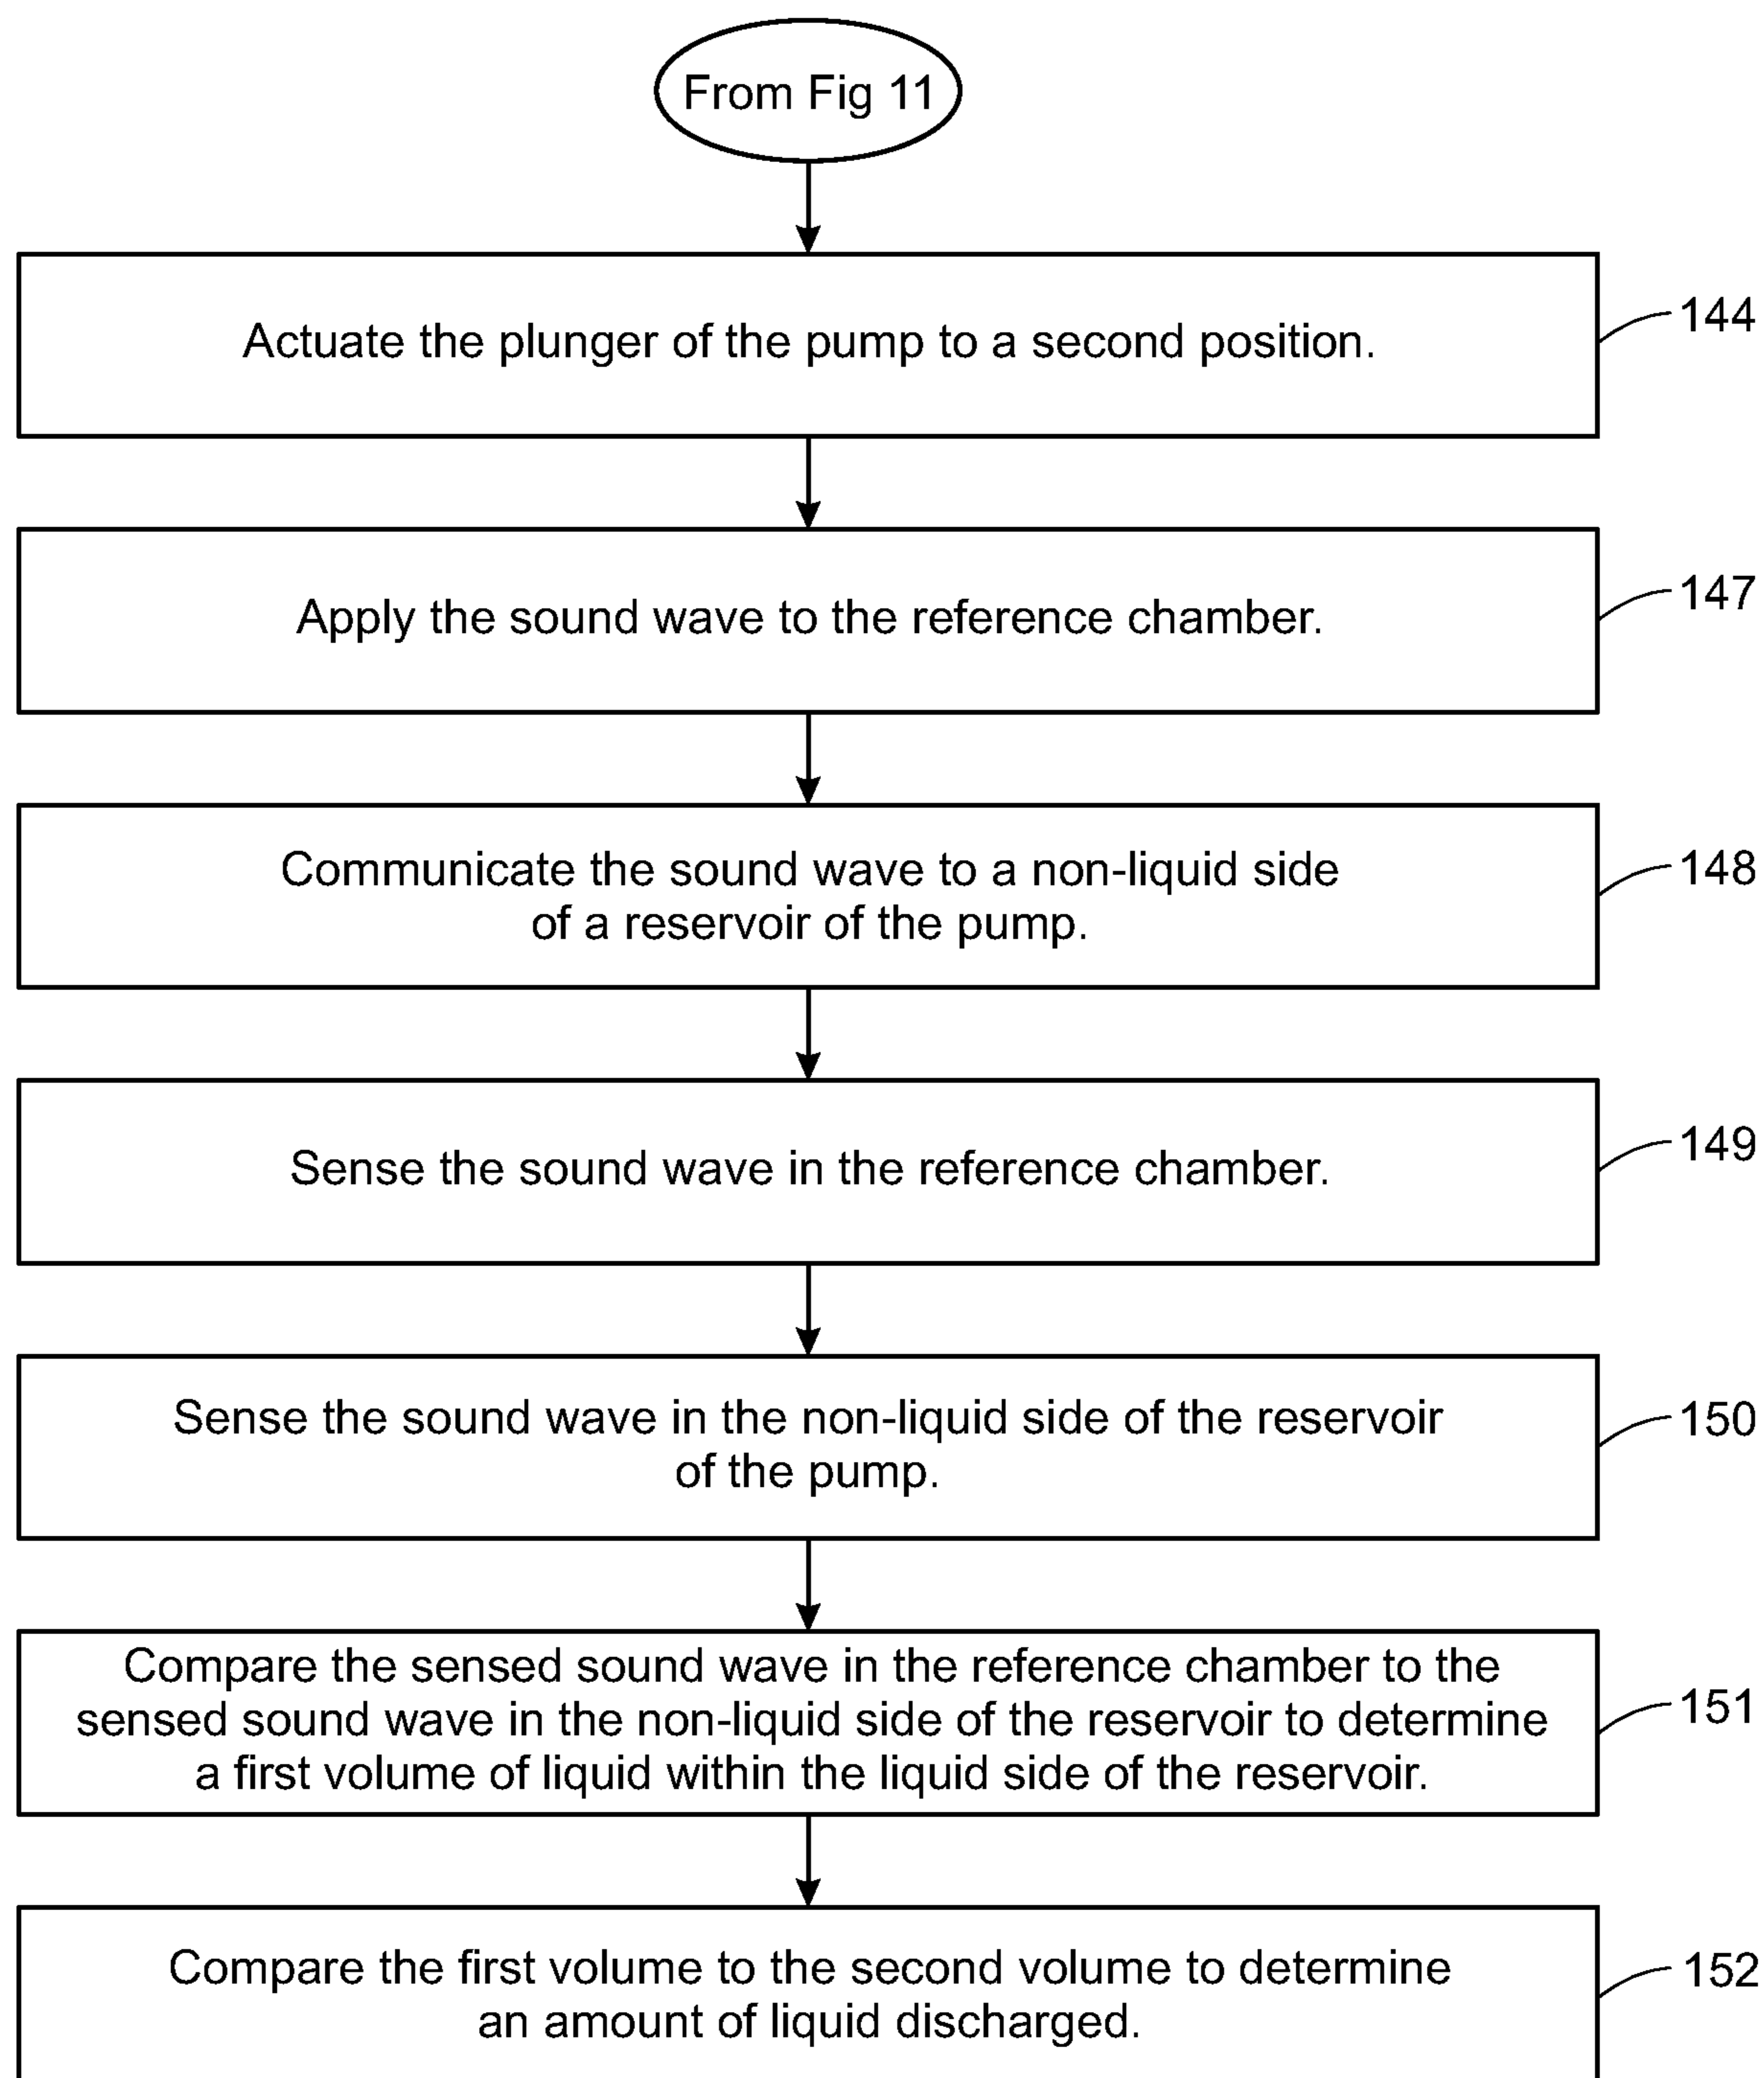 From Fig 11
Actuate the plunger of the pump to a second position.
144
Apply the sound wave to the reference chamber.
147
Communicate the sound wave to a non-liquid side
of a reservoir of the pump.
148
Sense the sound wave in the reference chamber.
149
Sense the sound wave in the non-liquid side of the reservoir
of the pump.
150
Compare the sensed sound wave in the reference chamber to the
sensed sound wave in the non-liquid side of the reservoir to determine
a first volume of liquid within the liquid side of the reservoir.
151
Compare the first volume to the second volume to determine
an amount of liquid discharged.
152